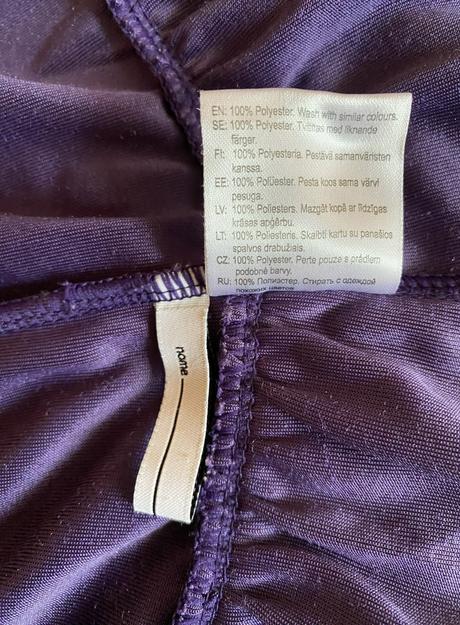 EN: 100% Polyester. Wash with similar colours.
SE: 100% Polyester. Tvättas med liknande
färger.
FI: 100% Polyesteria. Pestävä samanväristen
kanssa.
EE: 100% Polüester. Pesta koos sama värvi
pesuga.
LV: 100% Poliesters. Mazgāt kopā ar līdzīgas
krāsas apģērbu.
LT: 100% Poliesteris. Skalbti kartu su panašios
spalvos drabužiais.
CZ: 100% Polyester. Perte pouze s prádlem
podobné barvy.
RU: 100% Полиэстер. Стирать с одеждой
похожих цветов
nome